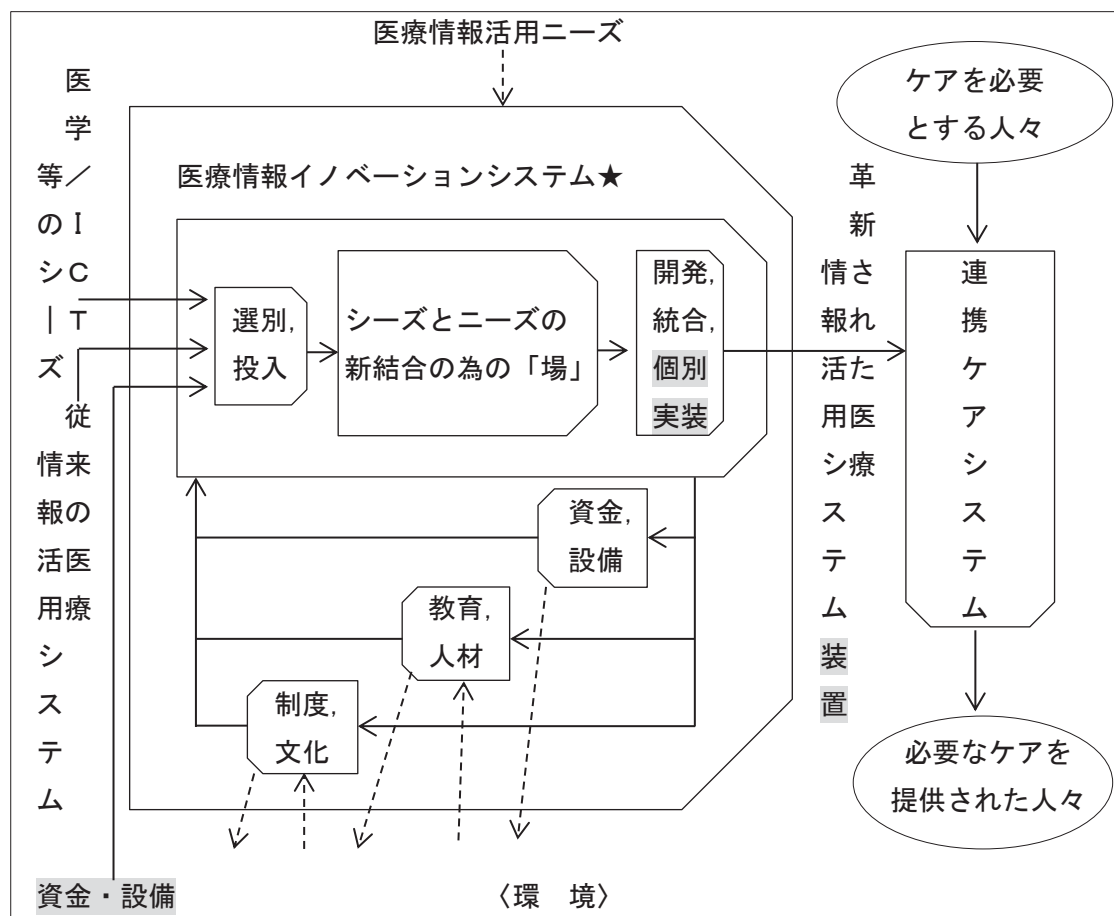 医療情報活用ニーズ
医学／ＩＣＴ
等のシーズ
従来の医療
情報活用システム
医療情報イノベーションシステム★
選別,
投入
シーズとニーズの
新結合の為の「場」
開発,
統合,
個別
実装
資金,
設備
教育,
人材
制度,
文化
革新された医療
情報活用システム装置
ケアを必要
とする人々
連携ケアシステム
必要なケアを
提供された人々
資金・設備
〈環　境〉